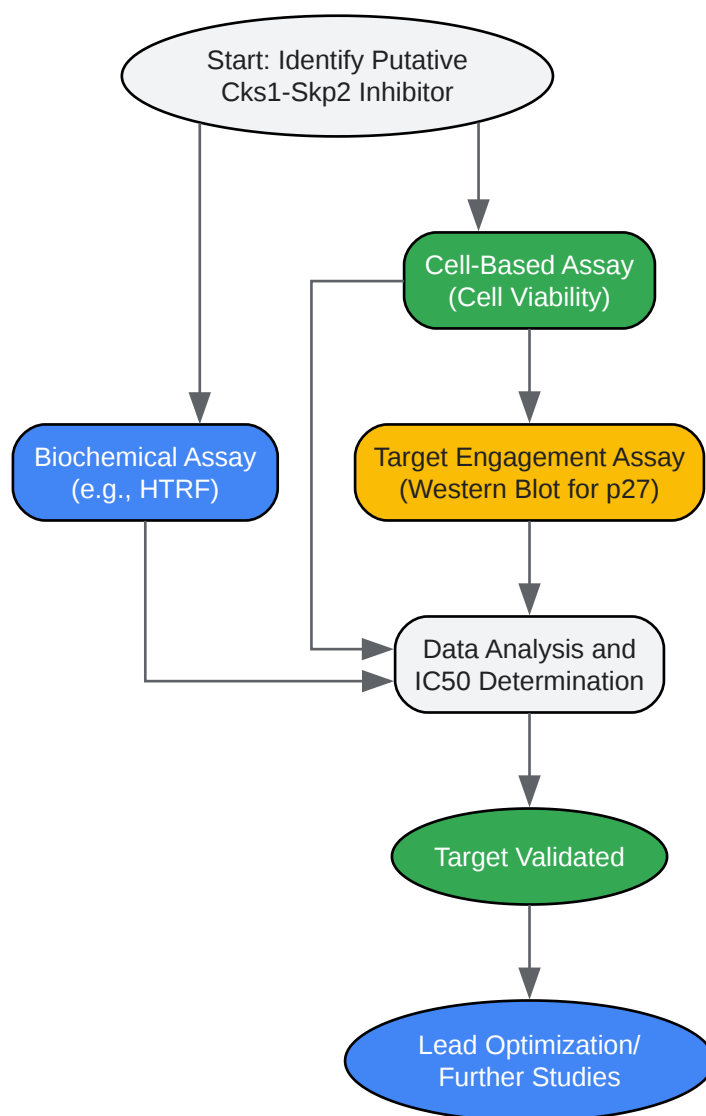 Start: Identify Putative
Cks1-Skp2 Inhibitor
Cell-Based Assay
(Cell Viability)
Biochemical Assay
(e.g., HTRF)
Target Engagement Assay
(Western Blot for p27)
Data Analysis and
IC50 Determination
Target Validated
Lead Optimization/
Further Studies